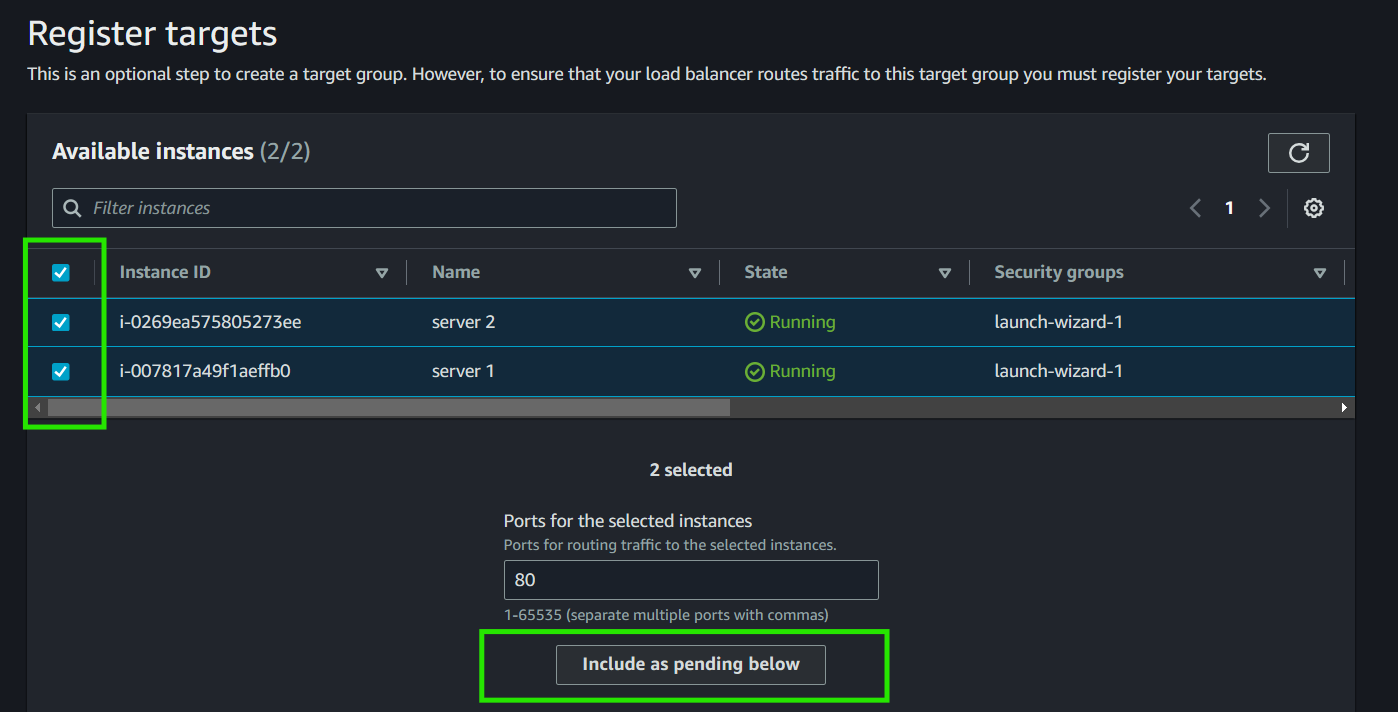 Register targets
This is an optional step to create a target group. However, to ensure that your load balancer routes traffic to this target group you must register your targets.
Available instances (2/2)
Filter instances
1
Instance ID Name State Security groups
i-0269ea575805273ee server 2 Running launch-wizard-1
i-007817a49f1aeffb0 server 1 Running launch-wizard-1
2 selected
Ports for the selected instances
Ports for routing traffic to the selected instances.
80
1-65535 (separate multiple ports with commas)
Include as pending below